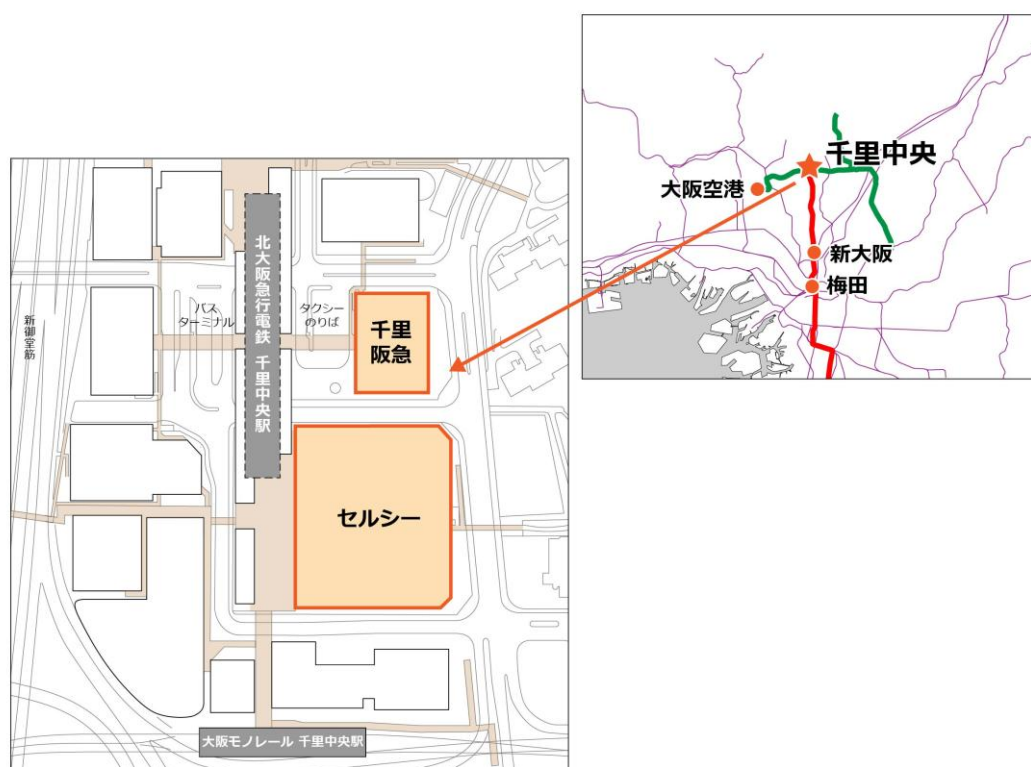 千里中央
大阪空港
新大阪
梅田
北大阪急行電鉄 千里中央駅
バス
ターミナル
タクシー
のりば
千里
阪急
新御堂筋
セルシー
大阪モノレール 千里中央駅